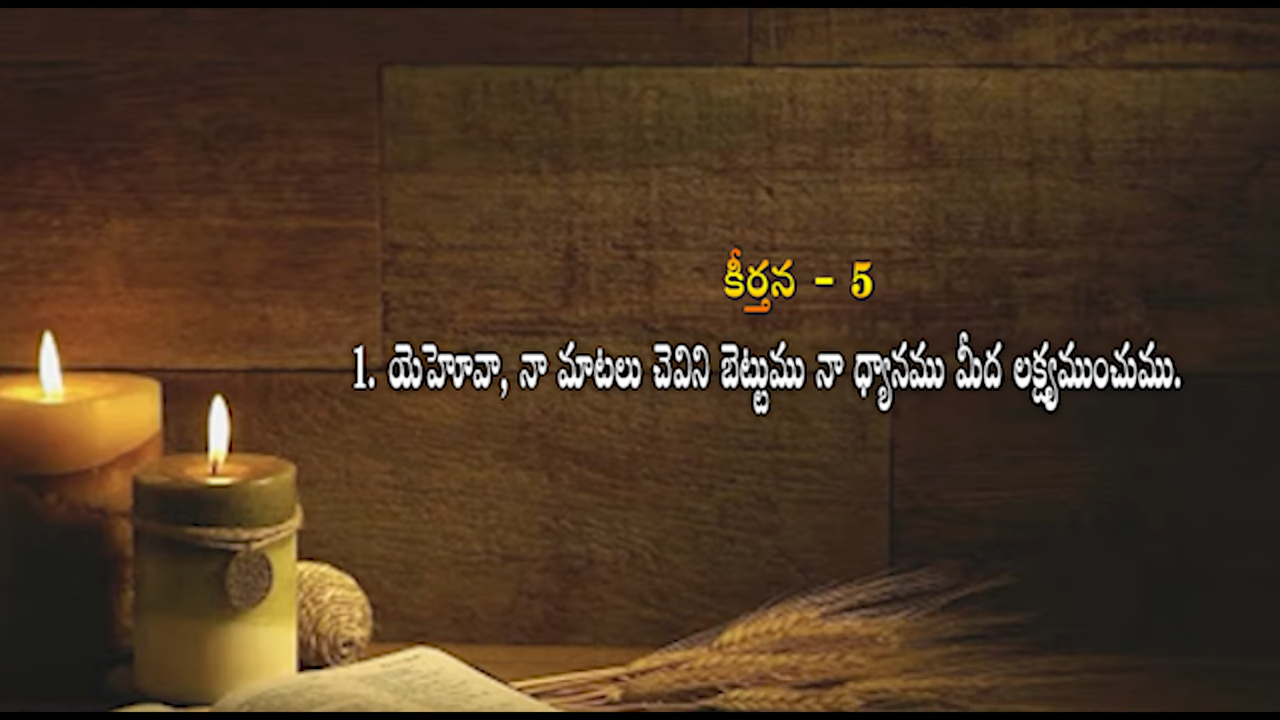 కీర్తన - 5
1. యెహెూవా, నా మాటలు చెవిని బెట్టుము నా ధ్యానము మీద లక్ష్యముంచుము.